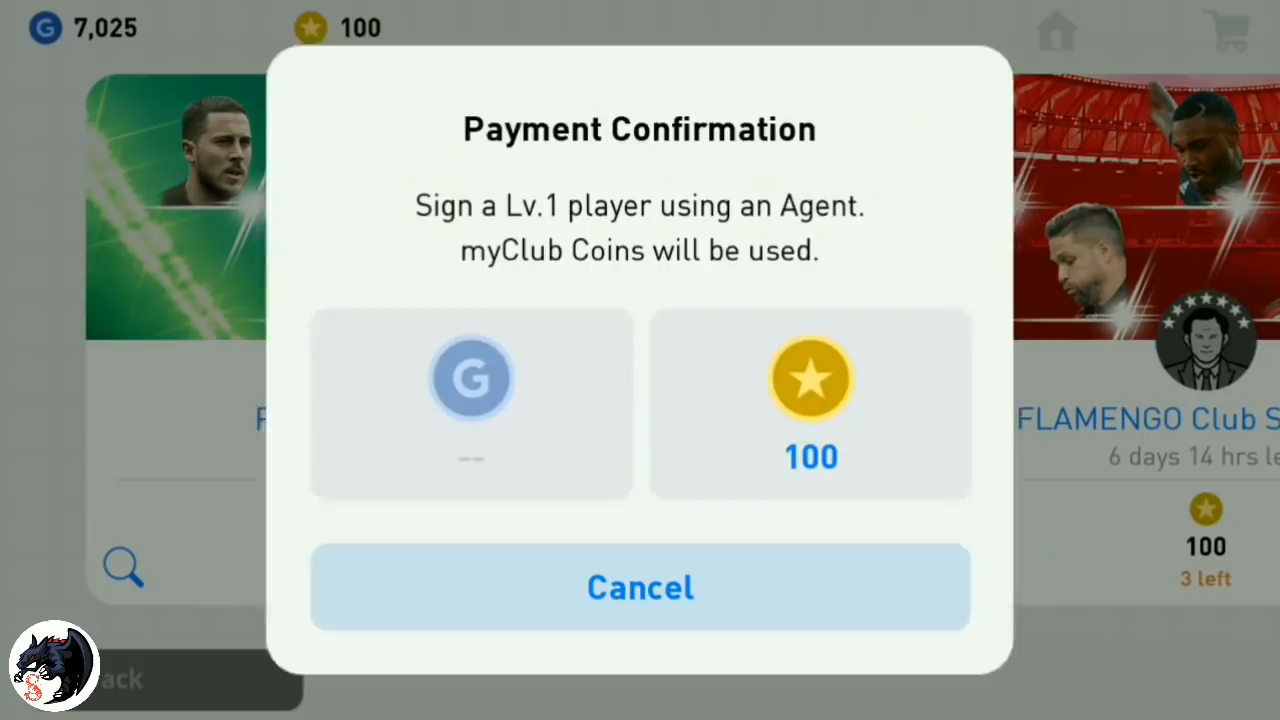 G 7,025
100
Payment Confirmation
Sign a Lv.1 player using an Agent.
myClub Coins will be used.
G
--
100
Cancel
FLAMENGO Club S
6 days 14 hrs le
100
3 left
ack
S